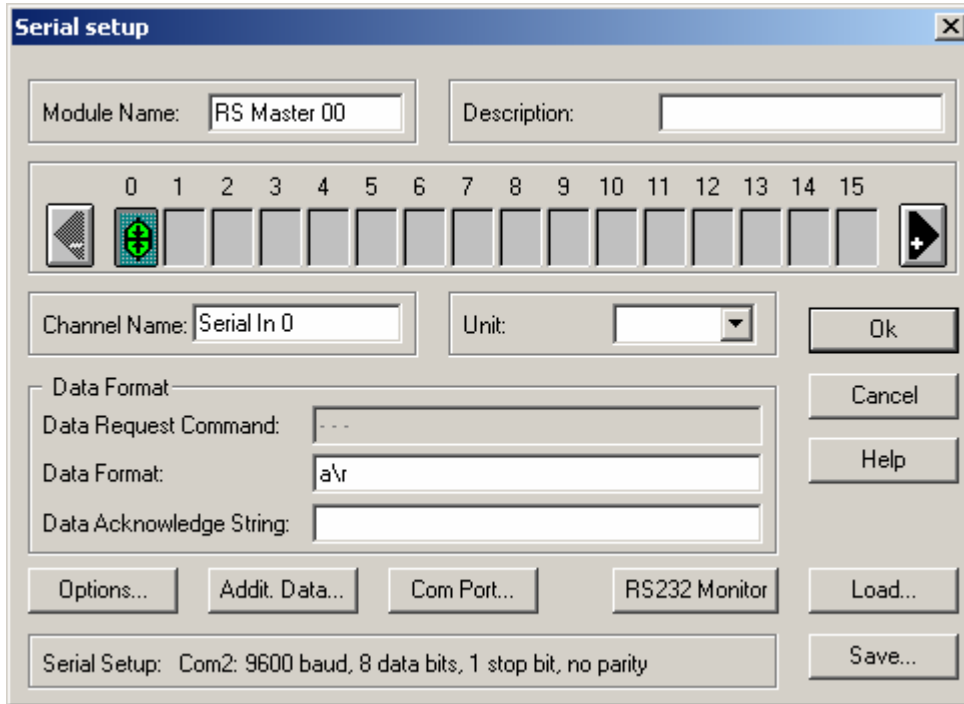 Serial setup
Module Name: RS Master 00 Description:
0 1 2 3 4 5 6 7 8 9 10 11 12 13 14 15
- +
Channel Name: Serial In 0 Unit:
Ok
Data Format
Cancel
Data Request Command: - - -
Help
Data Format: a\r
Data Acknowledge String:
Options... Addit. Data... Com Port... RS232 Monitor Load...
Serial Setup: Com2: 9600 baud, 8 data bits, 1 stop bit, no parity
Save...